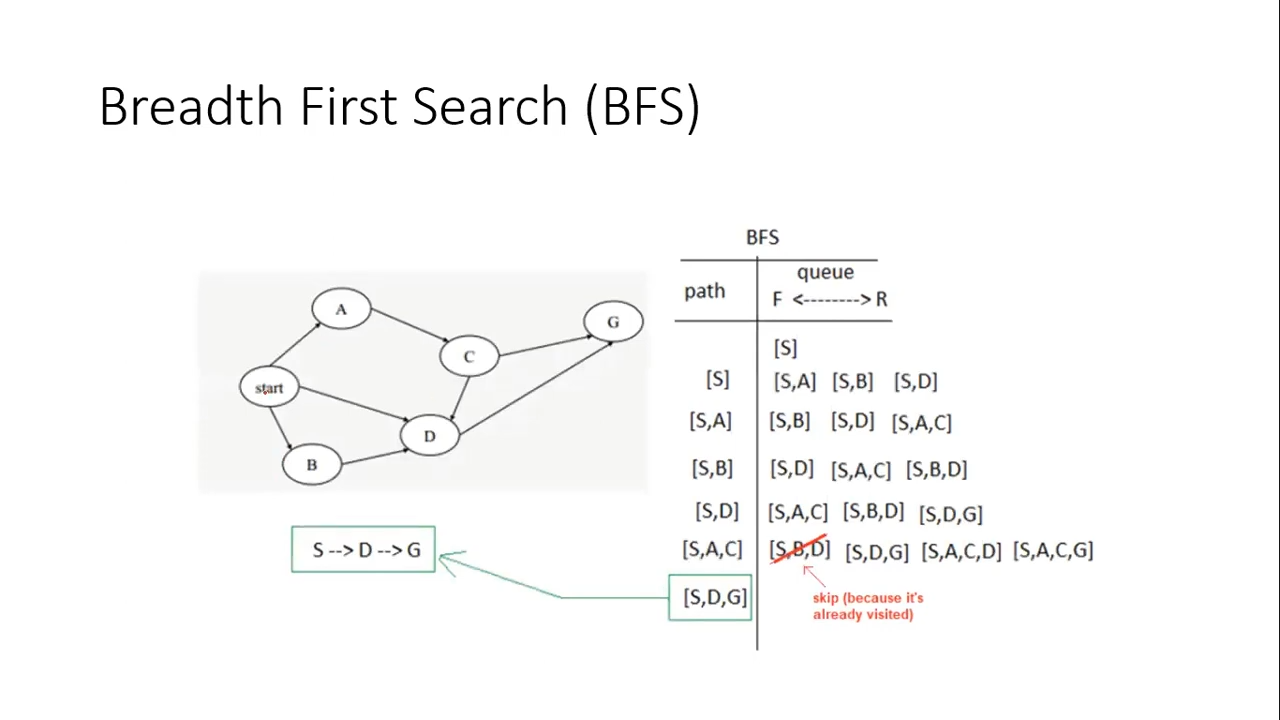 Breadth First Search (BFS)
A
G
C
start
D
B
S --> D --> G
BFS
path
queue
F <--------> R
[S]
[S] [S,A] [S,B] [S,D]
[S,A] [S,B] [S,D] [S,A,C]
[S,B] [S,D] [S,A,C] [S,B,D]
[S,D] [S,A,C] [S,B,D] [S,D,G]
[S,A,C] [S,B,D] [S,D,G] [S,A,C,D] [S,A,C,G]
[S,D,G]
skip (because it's
already visited)